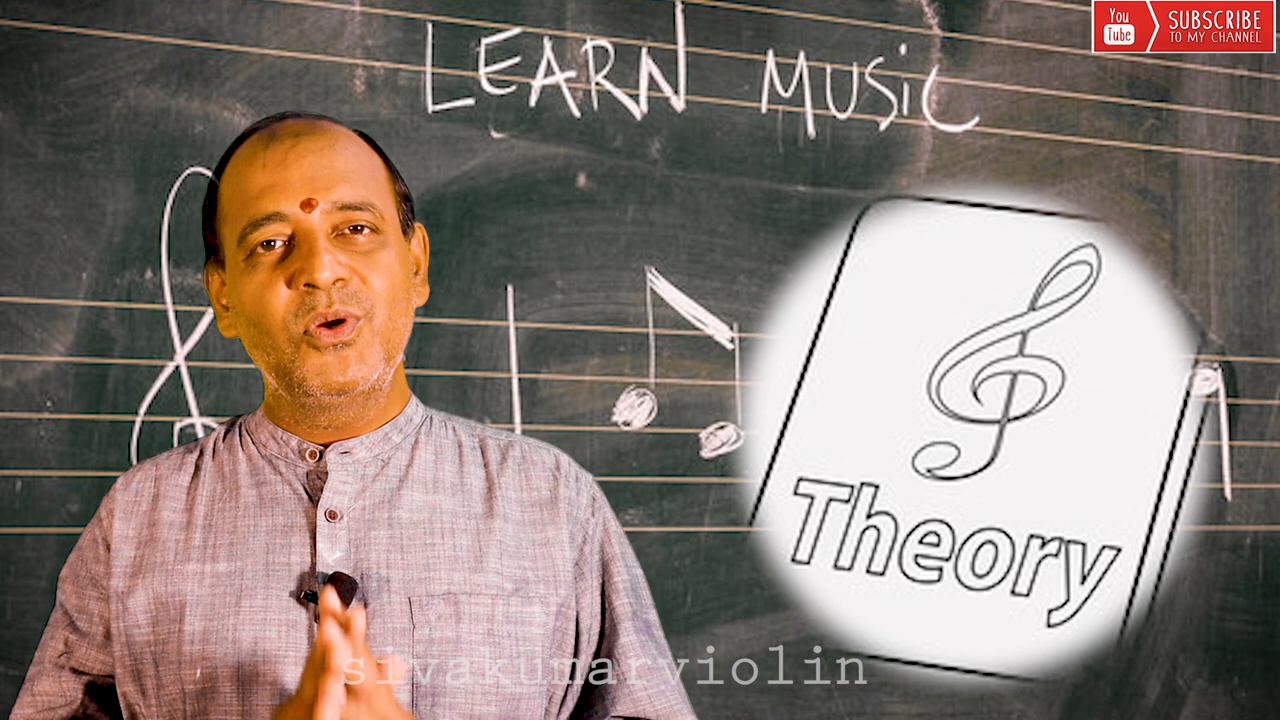 LEARN MUSiC
You
Tube
SUBSCRIBE
TO MY CHANNEL
Theory
sivakumarviolin